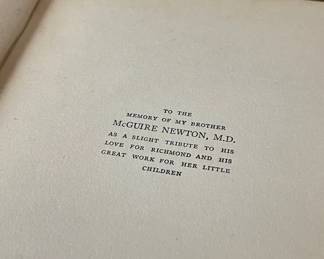 TO THE
MEMORY OF MY BROTHER
McGUIRE NEWTON, M.D.
AS A SLIGHT TRIBUTE TO HIS
LOVE FOR RICHMOND AND HIS
GREAT WORK FOR HER LITTLE
CHILDREN